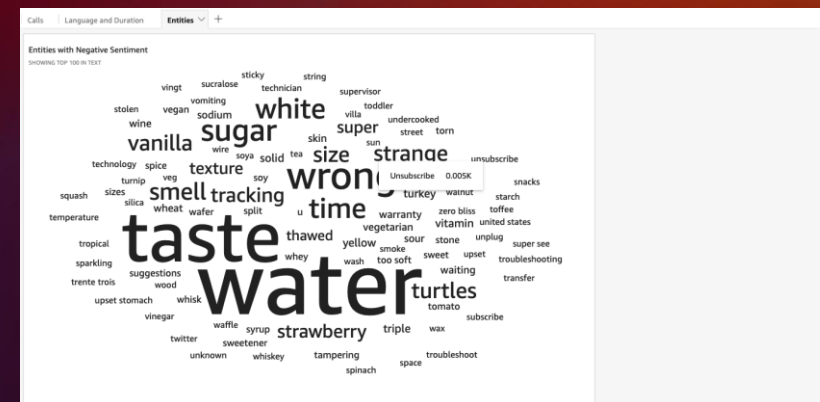 Calls Language and Duration Entities +
Entities with Negative Sentiment
SHOWING TOP 100 IN TEXT
sticky string
vingt sucralose technician supervisor
vomiting toddler
stolen vegan sodium white villa undercooked
wine sugar super street torn
vanilla wire skin sun
soya solid tea size strange unsubscribe
technology spice texture wrong Unsubscribe 0.005K
turnip veg soy snacks
squash sizes smell tracking turkey walnut starch
silica wheat wafer split u time warranty zero bliss toffee
temperature vegetarian vitamin united states
tropical taste thawed yellow sour stone unplug super see
smoke
sparkling whey wash too soft sweet upset troubleshooting
suggestions water waiting
trente trois wood turtles transfer
upset stomach whisk tomato
vinegar subscribe
waffle syrup strawberry triple wax
twitter sweetener
unknown whiskey tampering space troubleshoot
spinach